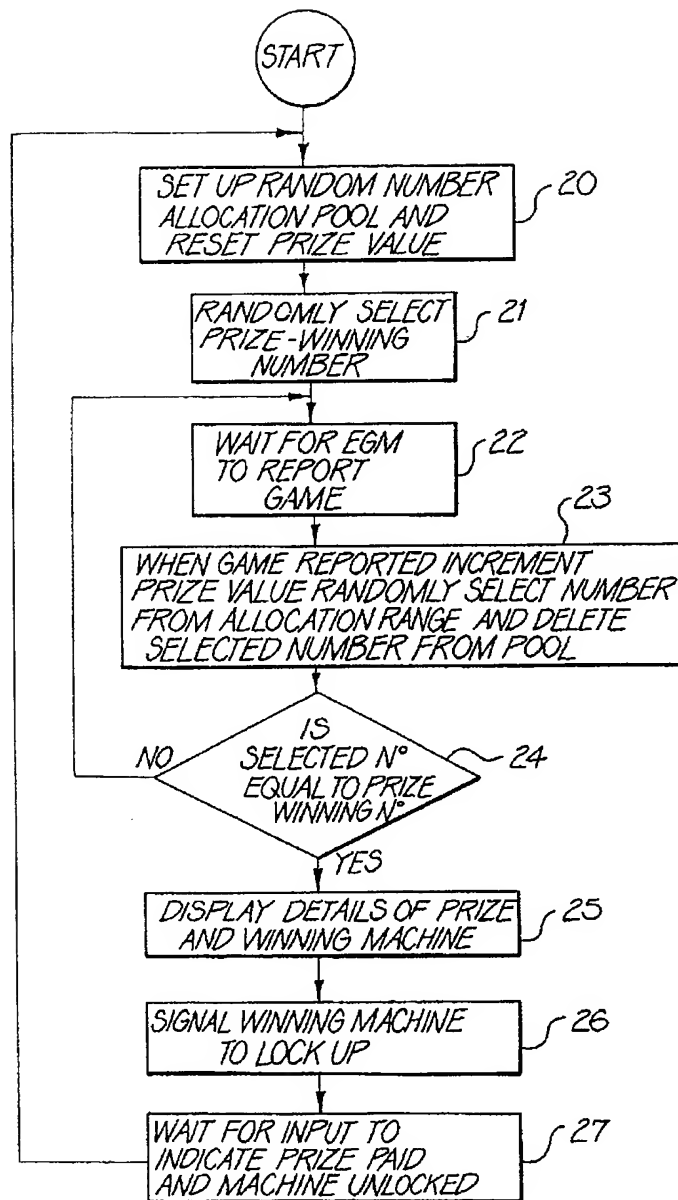 START
SET UP RANDOM NUMBER
ALLOCATION POOL AND
RESET PRIZE VALUE
20
RANDOMLY SELECT
PRIZE-WINNING
NUMBER
21
WAIT FOR EGM
TO REPORT
GAME
22
23
WHEN GAME REPORTED INCREMENT
PRIZE VALUE RANDOMLY SELECT NUMBER
FROM ALLOCATION RANGE AND DELETE
SELECTED NUMBER FROM POOL
IS
SELECTED N°
EQUAL TO PRIZE
WINNING N°
24
NO
YES
DISPLAY DETAILS OF PRIZE
AND WINNING MACHINE
25
SIGNAL WINNING MACHINE
TO LOCK UP
26
WAIT FOR INPUT TO
INDICATE PRIZE PAID
AND MACHINE UNLOCKED
27